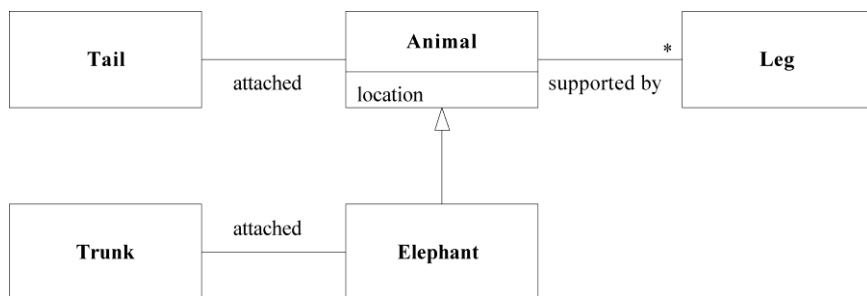 Tail
attached
Animal
location
*
supported by
Leg
Trunk
attached
Elephant